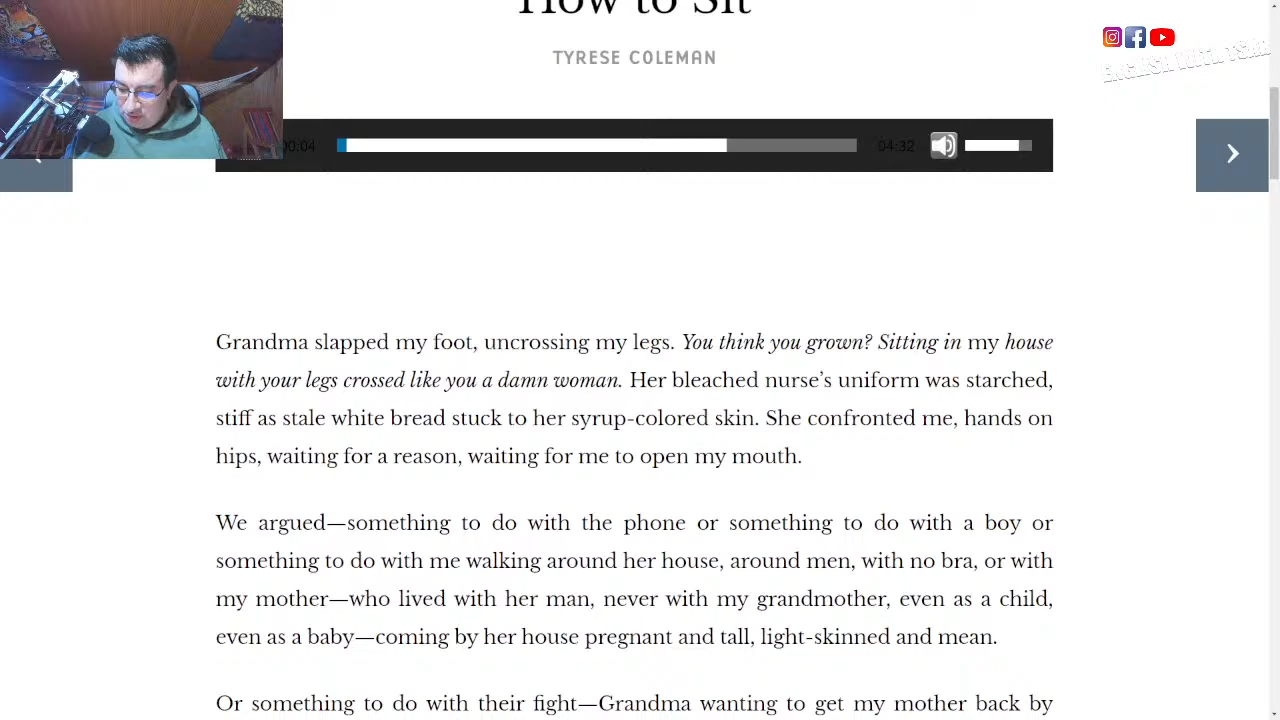 How to Sit
TYRESE COLEMAN
00:04
04:32
ENGLISH WITH
Grandma slapped my foot, uncrossing my legs. You think you grown? Sitting in my house
with your legs crossed like you a damn woman. Her bleached nurse’s uniform was starched,
stiff as stale white bread stuck to her syrup-colored skin. She confronted me, hands on
hips, waiting for a reason, waiting for me to open my mouth.
We argued—something to do with the phone or something to do with a boy or
something to do with me walking around her house, around men, with no bra, or with
my mother—who lived with her man, never with my grandmother, even as a child,
even as a baby—coming by her house pregnant and tall, light-skinned and mean.
Or something to do with their fight—Grandma wanting to get my mother back by